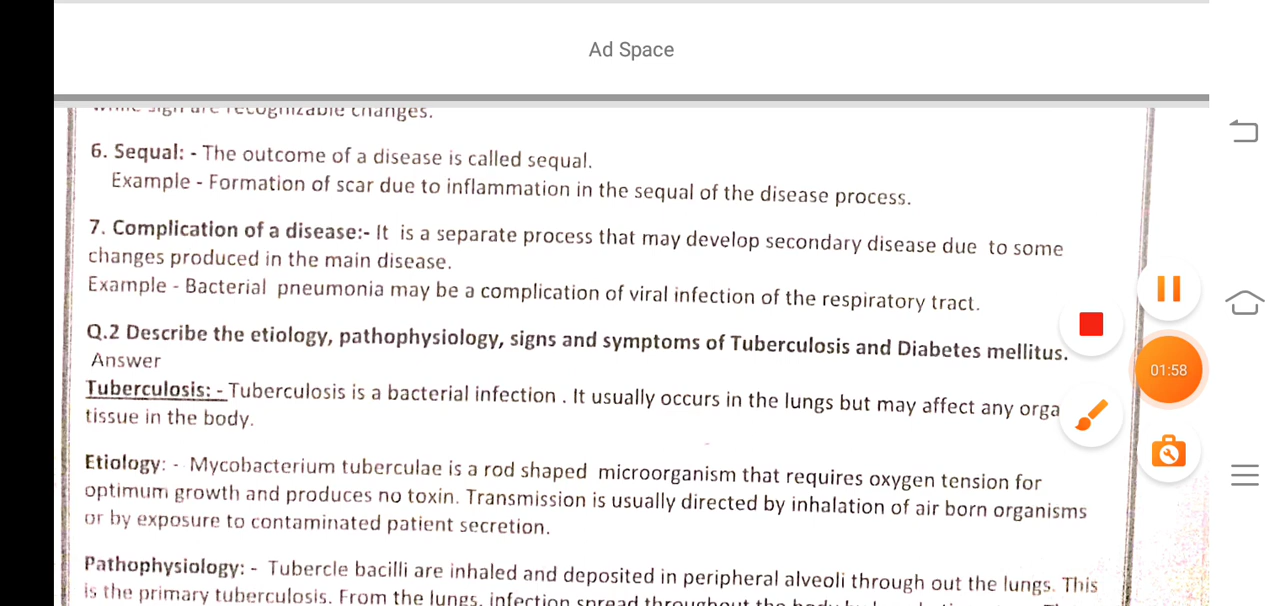 Ad Space
sign are recognizable changes.
6. Sequal: - The outcome of a disease is called sequal.
Example - Formation of scar due to inflammation in the sequal of the disease process.
7. Complication of a disease:- It is a separate process that may develop secondary disease due to some
changes produced in the main disease.
Example - Bacterial pneumonia may be a complication of viral infection of the respiratory tract.
Q.2 Describe the etiology, pathophysiology, signs and symptoms of Tuberculosis and Diabetes mellitus.
Answer
01:58
Tuberculosis: - Tuberculosis is a bacterial infection . It usually occurs in the lungs but may affect any orga
tissue in the body.
Etiology: - Mycobacterium tuberculae is a rod shaped microorganism that requires oxygen tension for
optimum growth and produces no toxin. Transmission is usually directed by inhalation of air born organisms
or by exposure to contaminated patient secretion.
Pathophysiology: - Tubercle bacilli are inhaled and deposited in peripheral alveoli through out the lungs. This
is the primary tuberculosis. From the lungs, infection spread throughout the body